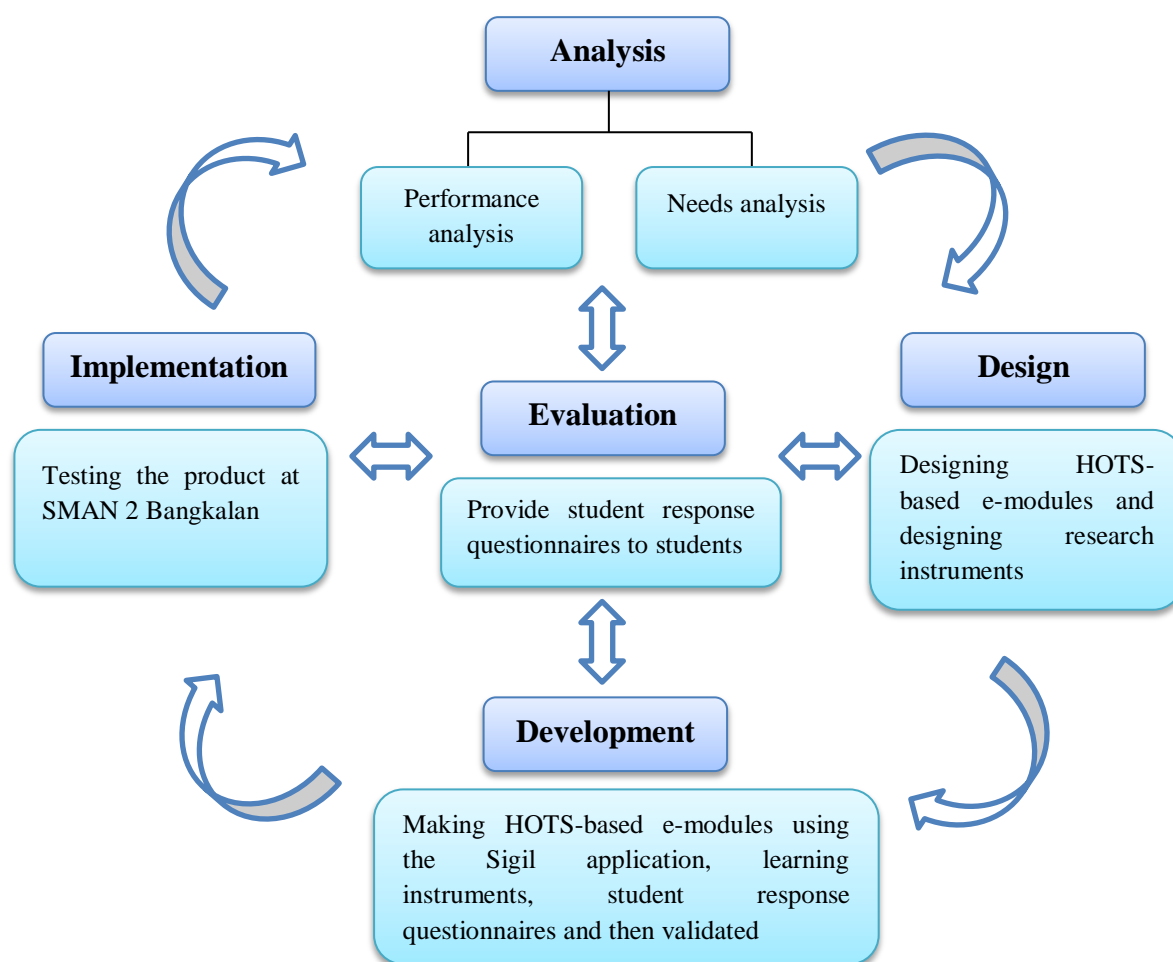 Analysis
Performance
analysis
Needs analysis
Implementation
Testing the product at
SMAN 2 Bangkalan
Evaluation
Provide student response
questionnaires to students
Design
Designing HOTS-
based e-modules and
designing research
instruments
Development
Making HOTS-based e-modules using
the Sigil application, learning
instruments, student response
questionnaires and then validated